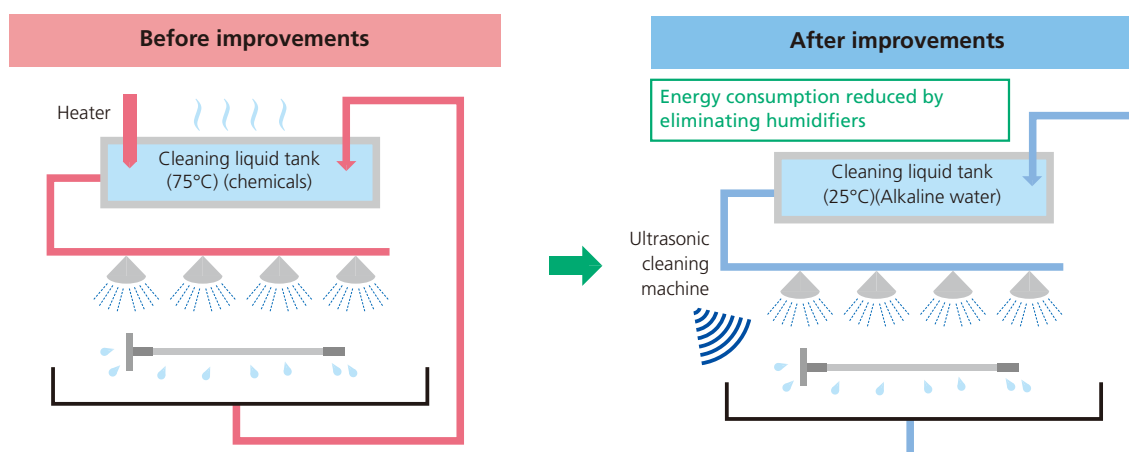 Before improvements
Heater
Cleaning liquid tank
(75°C) (chemicals)
After improvements
Energy consumption reduced by
eliminating humidifiers
Cleaning liquid tank
(25°C)(Alkaline water)
Ultrasonic
cleaning
machine